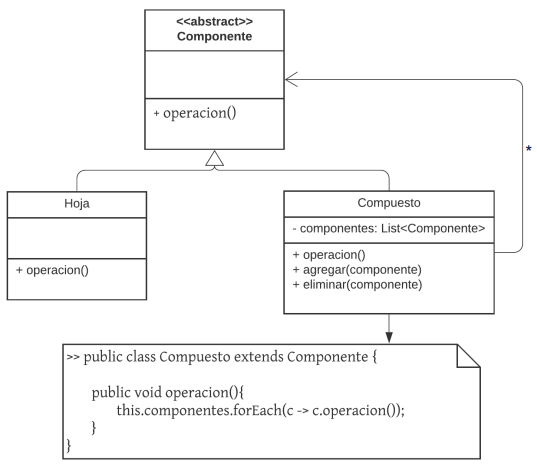 <<abstract>>
Componente
+ operacion()
*
Hoja
+ operacion()
Compuesto
- componentes: List<Componente>
+ operacion()
+ agregar(componente)
+ eliminar(componente)
>> public class Compuesto extends Componente {
public void operacion(){
this.componentes.forEach(c -> c.operacion());
}
}